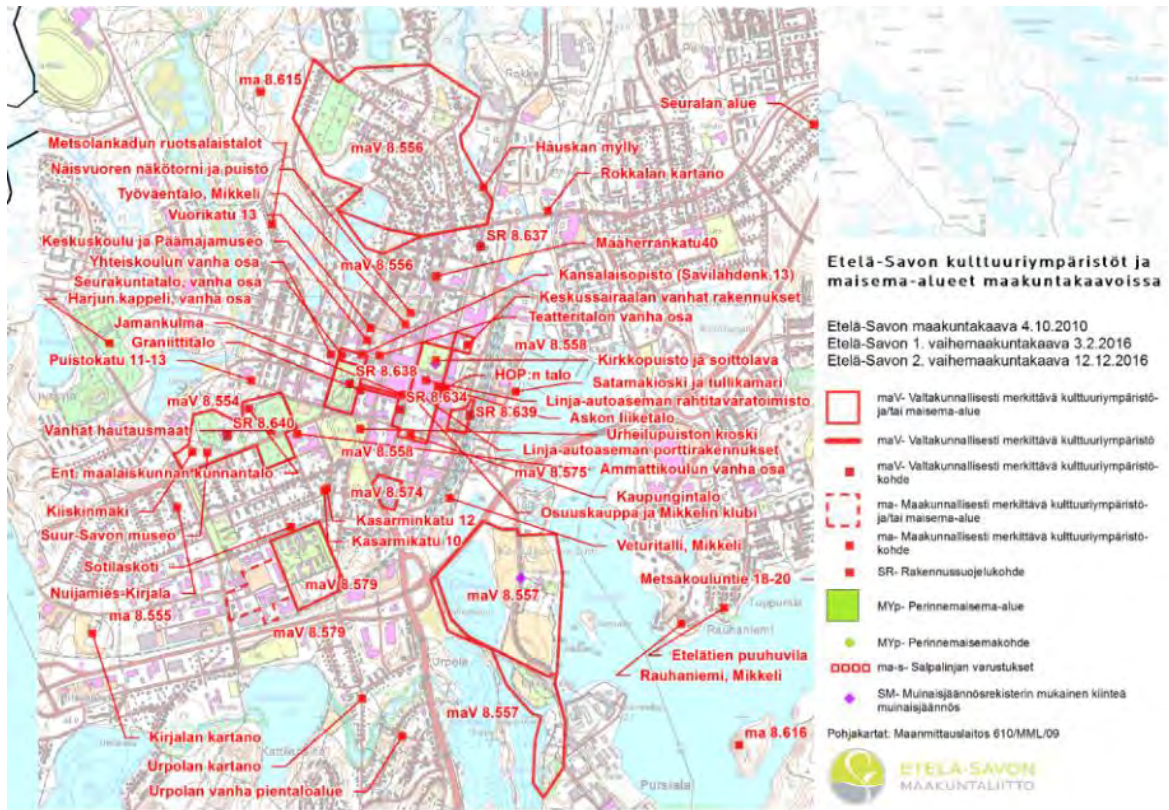 ma 8.615
Seuralan alue
Metsolankadun ruotsalaistalot
maV 8.556
Häuskan mylly
Naisvuoren näkötorni ja puisto
Rokkalan kartano
Työväentalo, Mikkeli
Vuorikatu 13
SR 8.637
Keskuskoulu ja Päämajamuseo
maV 8.556
Maaherrankatu40
Yhteiskoulun vanha osa
Kansalaisopisto (Savilahdenk.13)
Seurakuntatalo, vanha osa
Keskussairaalan vanhat rakennukset
Harjun kappeli, vanha osa
Teatteritalon vanha osa
Jamankulma
maV 8.558
Graniittitalo
Kirkkopuisto ja soittolava
Puistokatu 11-13
SR 8.638
HOP:n talo
Satamakioski ja tullikamari
maV 8.554
SR 8.634
Linja-autoaseman rahtitavaratoimisto
SR 8.639
Askon liiketalo
Vanhat hautausmaat
SR 8.640
Urheilupuiston kioski
maV 8.558
Linja-autoaseman porttirakennukset
Ent. maalaiskunnan kunnantalo
maV 8.575
Ammattikoulun vanha osa
maV 8.574
Kaupungintalo
Kiiskinmäki
Kasarminkatu 12
Osuuskauppa ja Mikkelin klubi
Suur-Savon museo
Kasarmikatu 10
Veturitalli, Mikkeli
Sotilaskoti
maV 8.579
Metsäkouluntie 18-20
Nuijamies-Kirjala
maV 8.557
ma 8.555
maV 8.579
Rauhaniemi
Urpola
Etelätien puuhuvila
Rauhaniemi, Mikkeli
maV 8.557
Kirjalan kartano
ma 8.616
Urpolan kartano
Urpolan vanha pientaloalue
Pursiala
Etelä-Savon kulttuuriympäristöt ja
maisema-alueet maakuntakaavoissa
Etelä-Savon maakuntakaava 4.10.2010
Etelä-Savon 1. vaihemaakuntakaava 3.2.2016
Etelä-Savon 2. vaihemaakuntakaava 12.12.2016
maV- Valtakunnallisesti merkittävä kulttuuriympäristö-
ja/tai maisema-alue
maV- Valtakunnallisesti merkittävä kulttuuriympäristö
maV- Valtakunnallisesti merkittävä kulttuuriympäristö-
kohde
ma- Maakunnallisesti merkittävä kulttuuriympäristö-
ja/tai maisema-alue
ma- Maakunnallisesti merkittävä kulttuuriympäristö-
kohde
SR- Rakennussuojelukohde
MYp- Perinnemaisema-alue
MYp- Perinnemaisemakohde
ma-s- Salpalinjan varustukset
SM- Muinaisjäännösrekisterin mukainen kiinteä
muinaisjäännös
Pohjakartat: Maanmittauslaitos 610/MML/09
ETELÄ-SAVON
MAAKUNTALIITTO